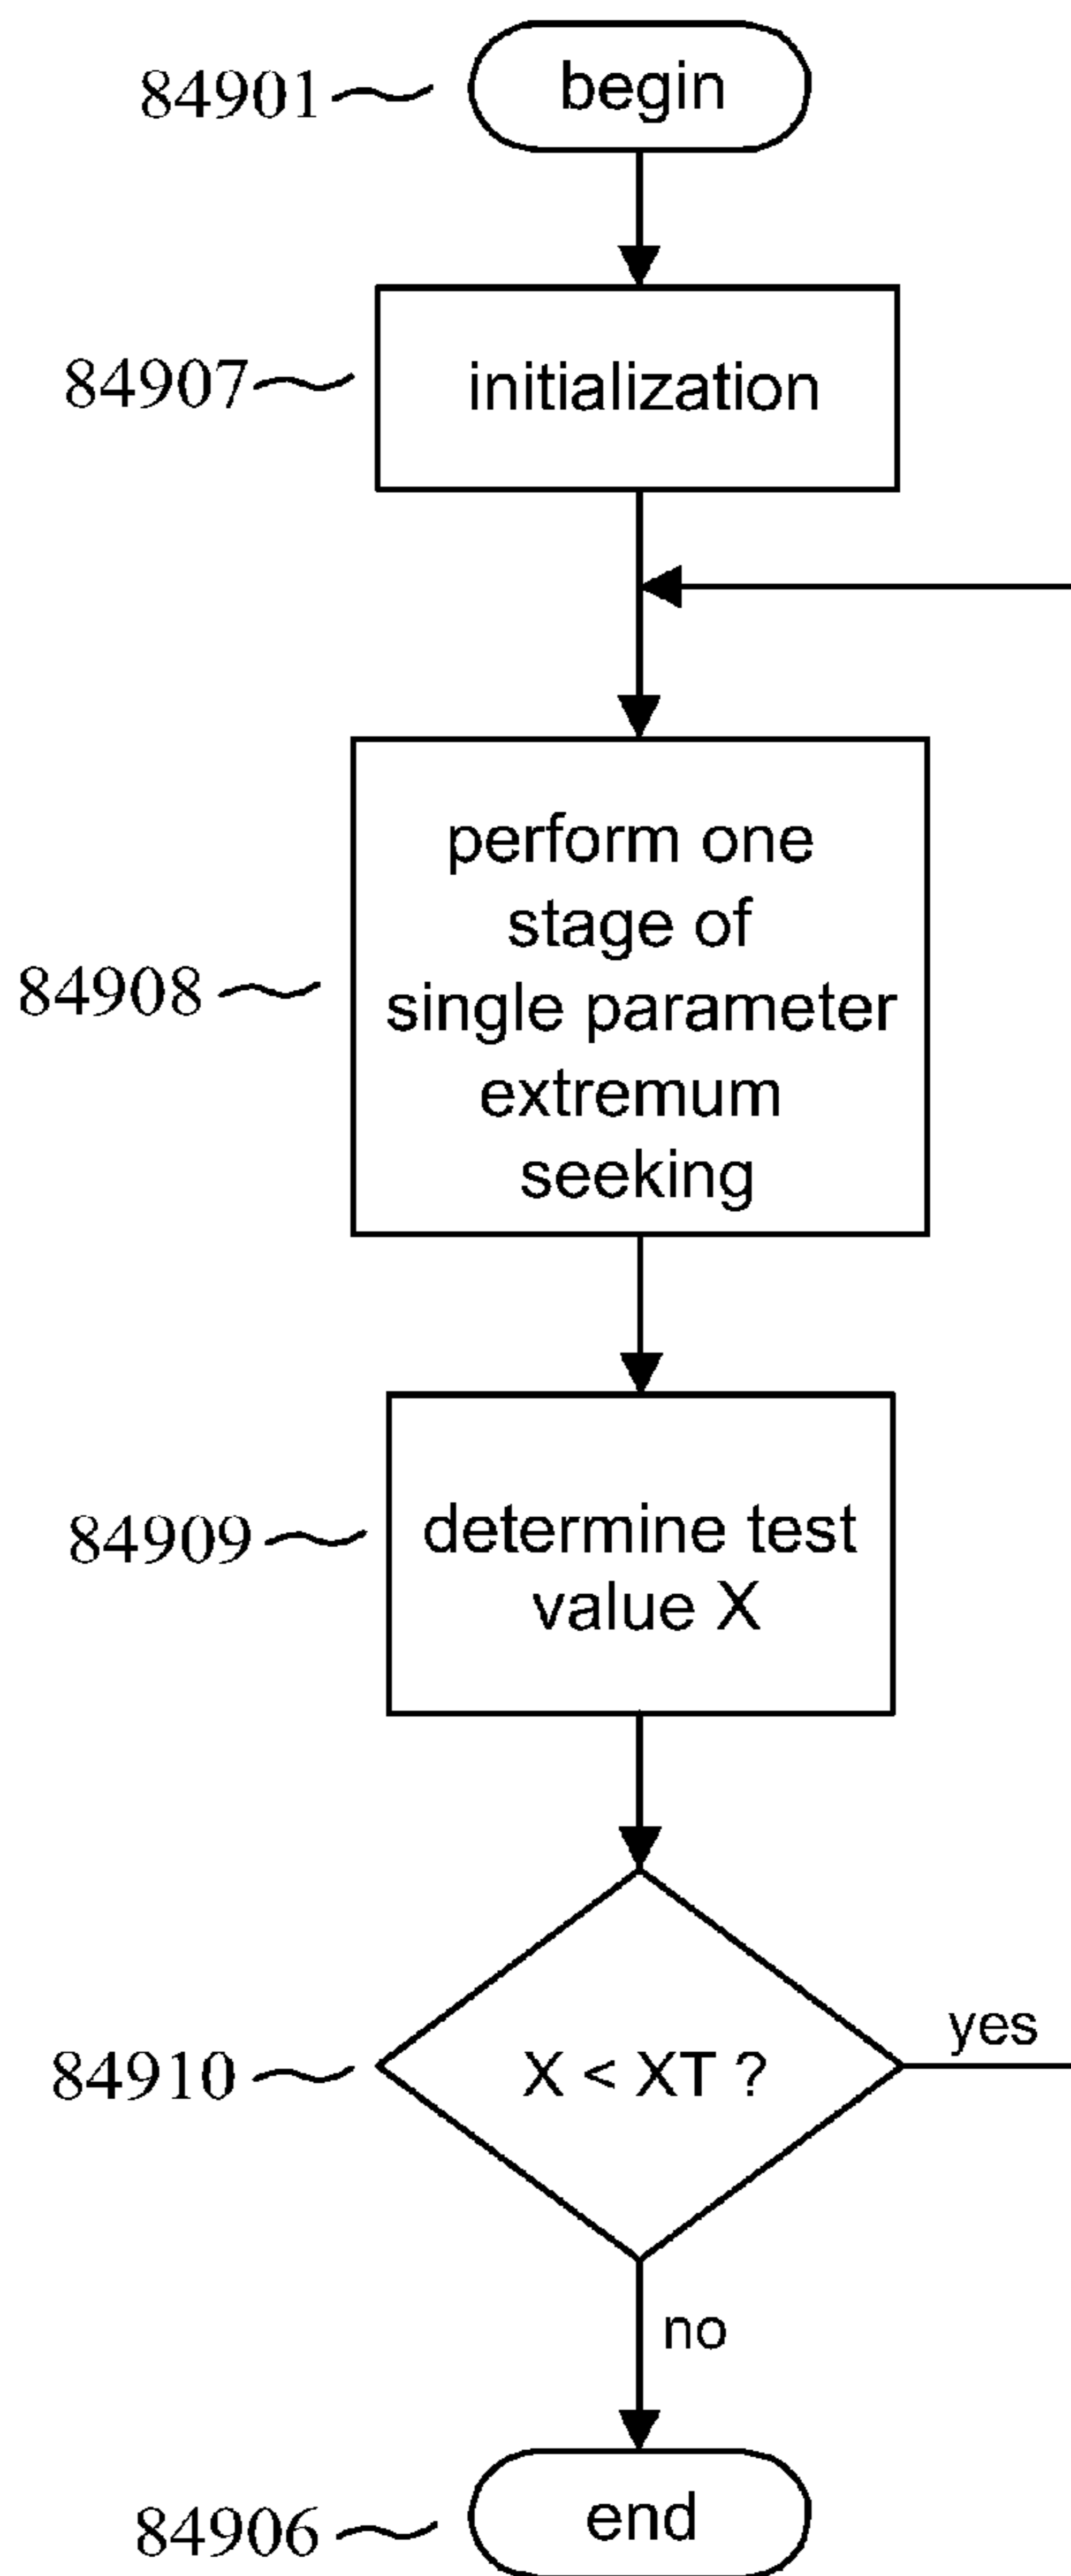 84901
begin
84907
initialization
perform one
stage of
84908
single parameter
extremum
seeking
84909
determine test
value X
yes
84910
X < XT ?
no
84906
end